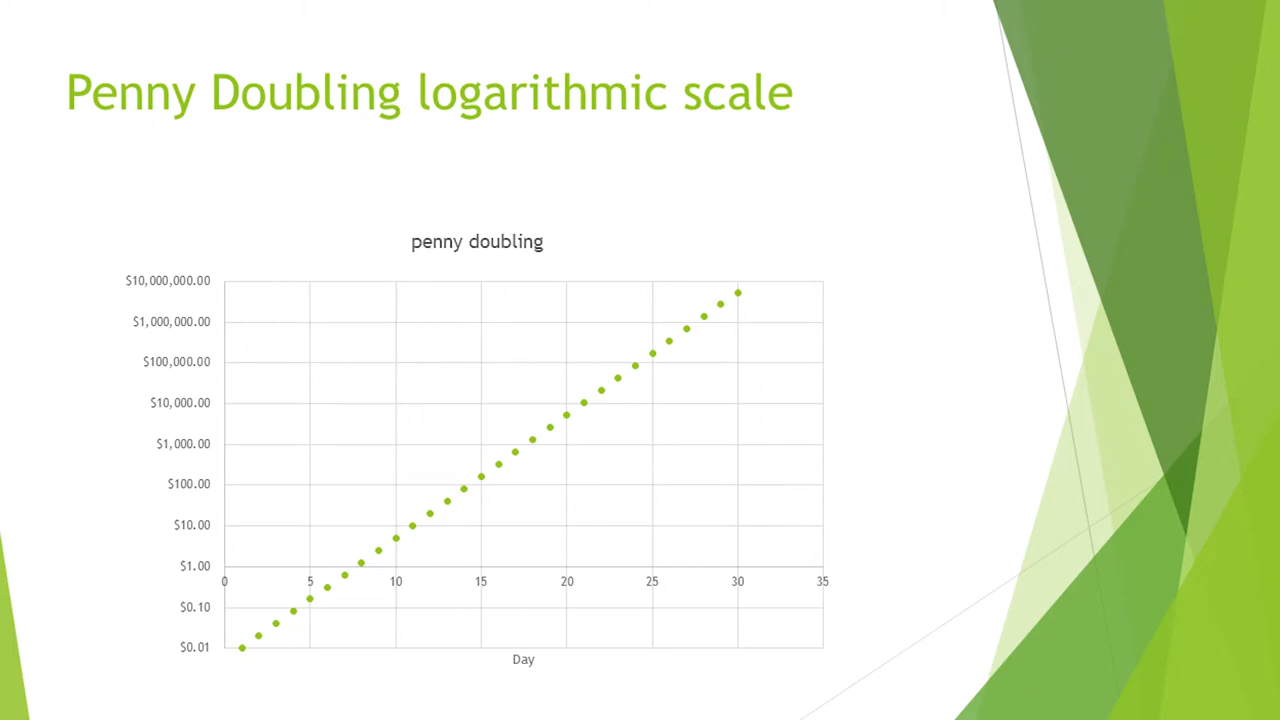 Penny Doubling logarithmic scale
penny doubling
$10,000,000.00
$1,000,000.00
$100,000.00
$10,000.00
$1,000.00
$100.00
$10.00
$1.00
0 5 10 15 20 25 30 35
$0.10
$0.01
Day